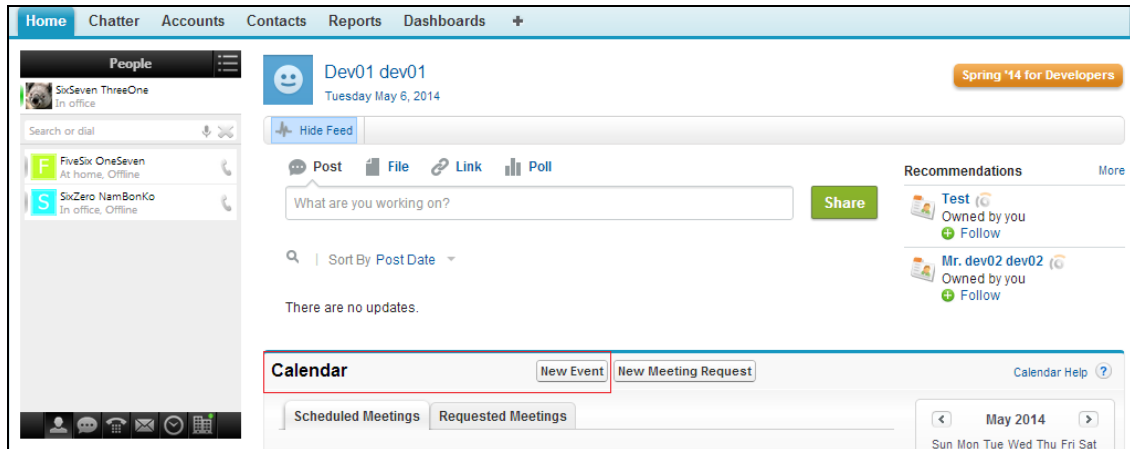 Home Chatter Accounts Contacts Reports Dashboards +
People
SixSeven ThreeOne
In office
Search or dial
F
FiveSix OneSeven
At home, Offline
S
SixZero NamBonKo
In office, Offline
Dev01 dev01
Tuesday May 6, 2014
Spring '14 for Developers
Hide Feed
Post File Link Poll
What are you working on?
Share
Sort By Post Date
There are no updates.
Recommendations More
Test
Owned by you
Follow
Mr. dev02 dev02
Owned by you
Follow
Calendar New Event New Meeting Request Calendar Help ?
Scheduled Meetings Requested Meetings
< May 2014 >
Sun Mon Tue Wed Thu Fri Sat